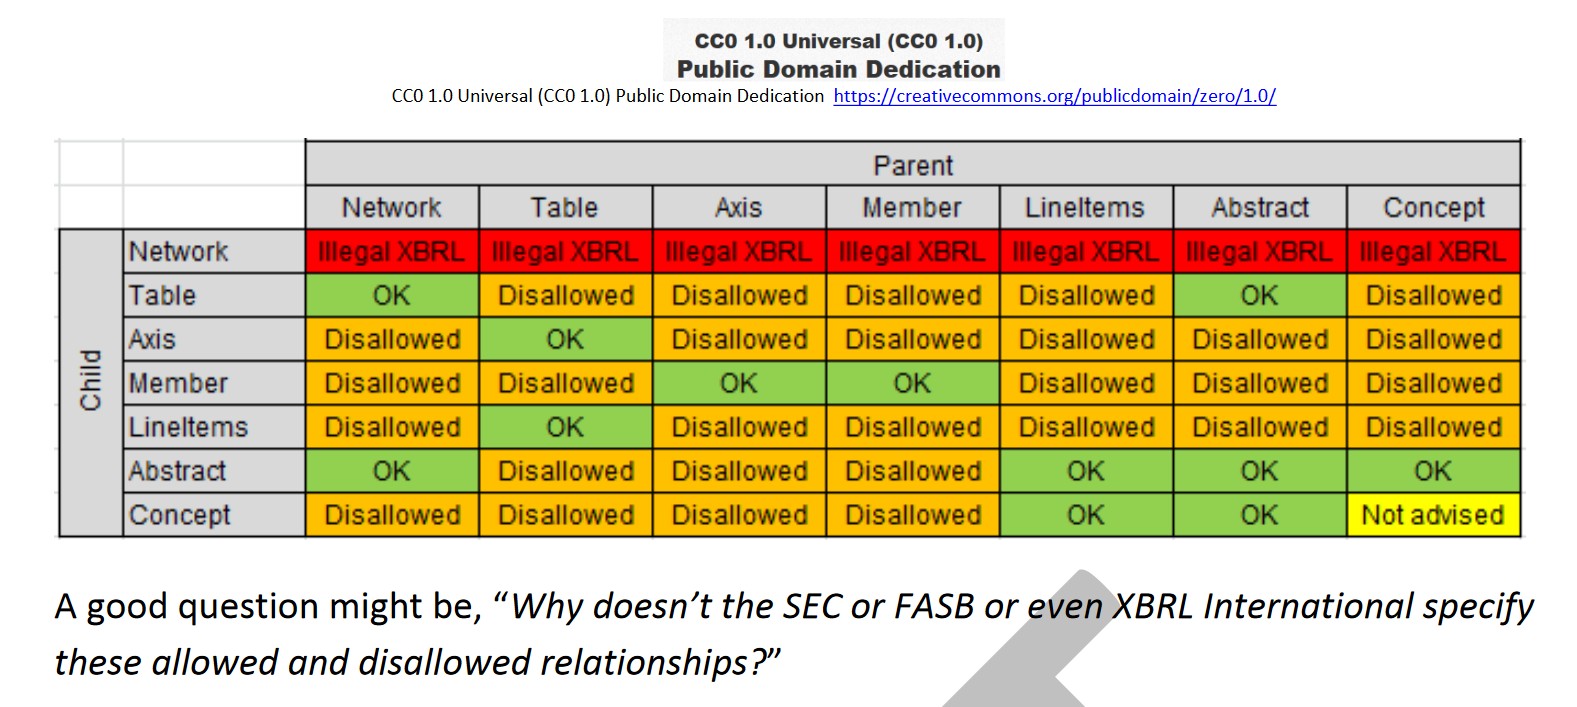 CC0 1.0 Universal (CC0 1.0)
Public Domain Dedication
CC0 1.0 Universal (CC0 1.0) Public Domain Dedication https://creativecommons.org/publicdomain/zero/1.0/
Parent
Network Table Axis Member LineItems Abstract Concept
Child
Network Illegal XBRL Illegal XBRL Illegal XBRL Illegal XBRL Illegal XBRL Illegal XBRL Illegal XBRL
Table OK Disallowed Disallowed Disallowed Disallowed OK Disallowed
Axis Disallowed OK Disallowed Disallowed Disallowed Disallowed Disallowed
Member Disallowed Disallowed OK OK Disallowed Disallowed Disallowed
LineItems Disallowed OK Disallowed Disallowed Disallowed Disallowed Disallowed
Abstract OK Disallowed Disallowed Disallowed OK OK OK
Concept Disallowed Disallowed Disallowed Disallowed OK OK Not advised
A good question might be, “Why doesn’t the SEC or FASB or even XBRL International specify
these allowed and disallowed relationships?”